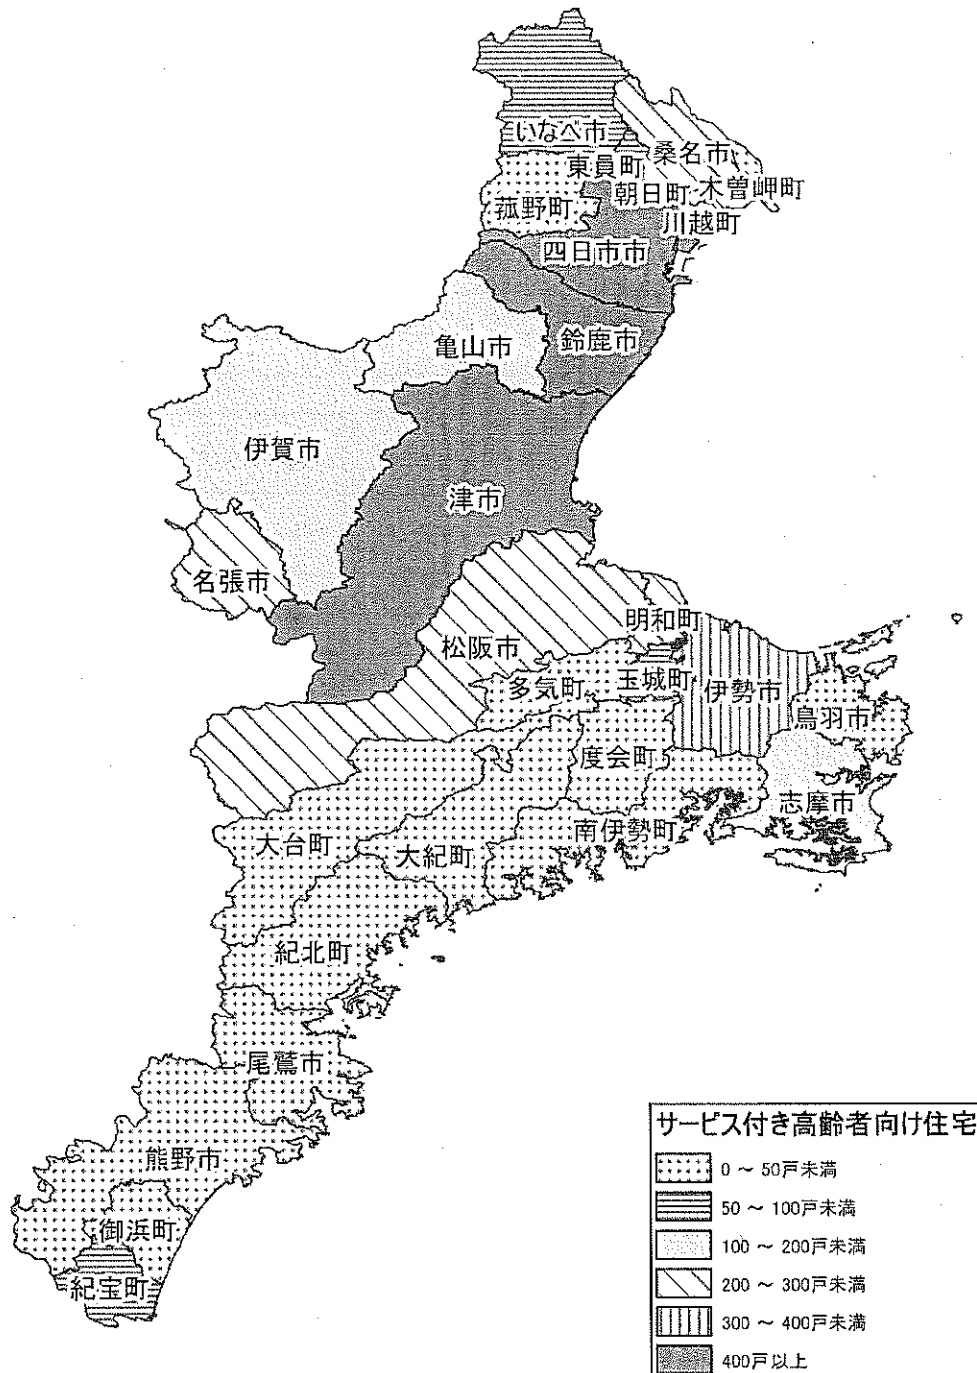 いなべ市
桑名市
東員町
朝日町
木曽岬町
菰野町
川越町
四日市市
鈴鹿市
亀山市
伊賀市
津市
名張市
明和町
松阪市
多気町
玉城町
伊勢市
鳥羽市
度会町
志摩市
南伊勢町
大台町
大紀町
紀北町
尾鷲市
熊野市
御浜町
紀宝町
サービス付き高齢者向け住宅
0 ～ 50戸未満
50 ～ 100戸未満
100 ～ 200戸未満
200 ～ 300戸未満
300 ～ 400戸未満
400戸以上